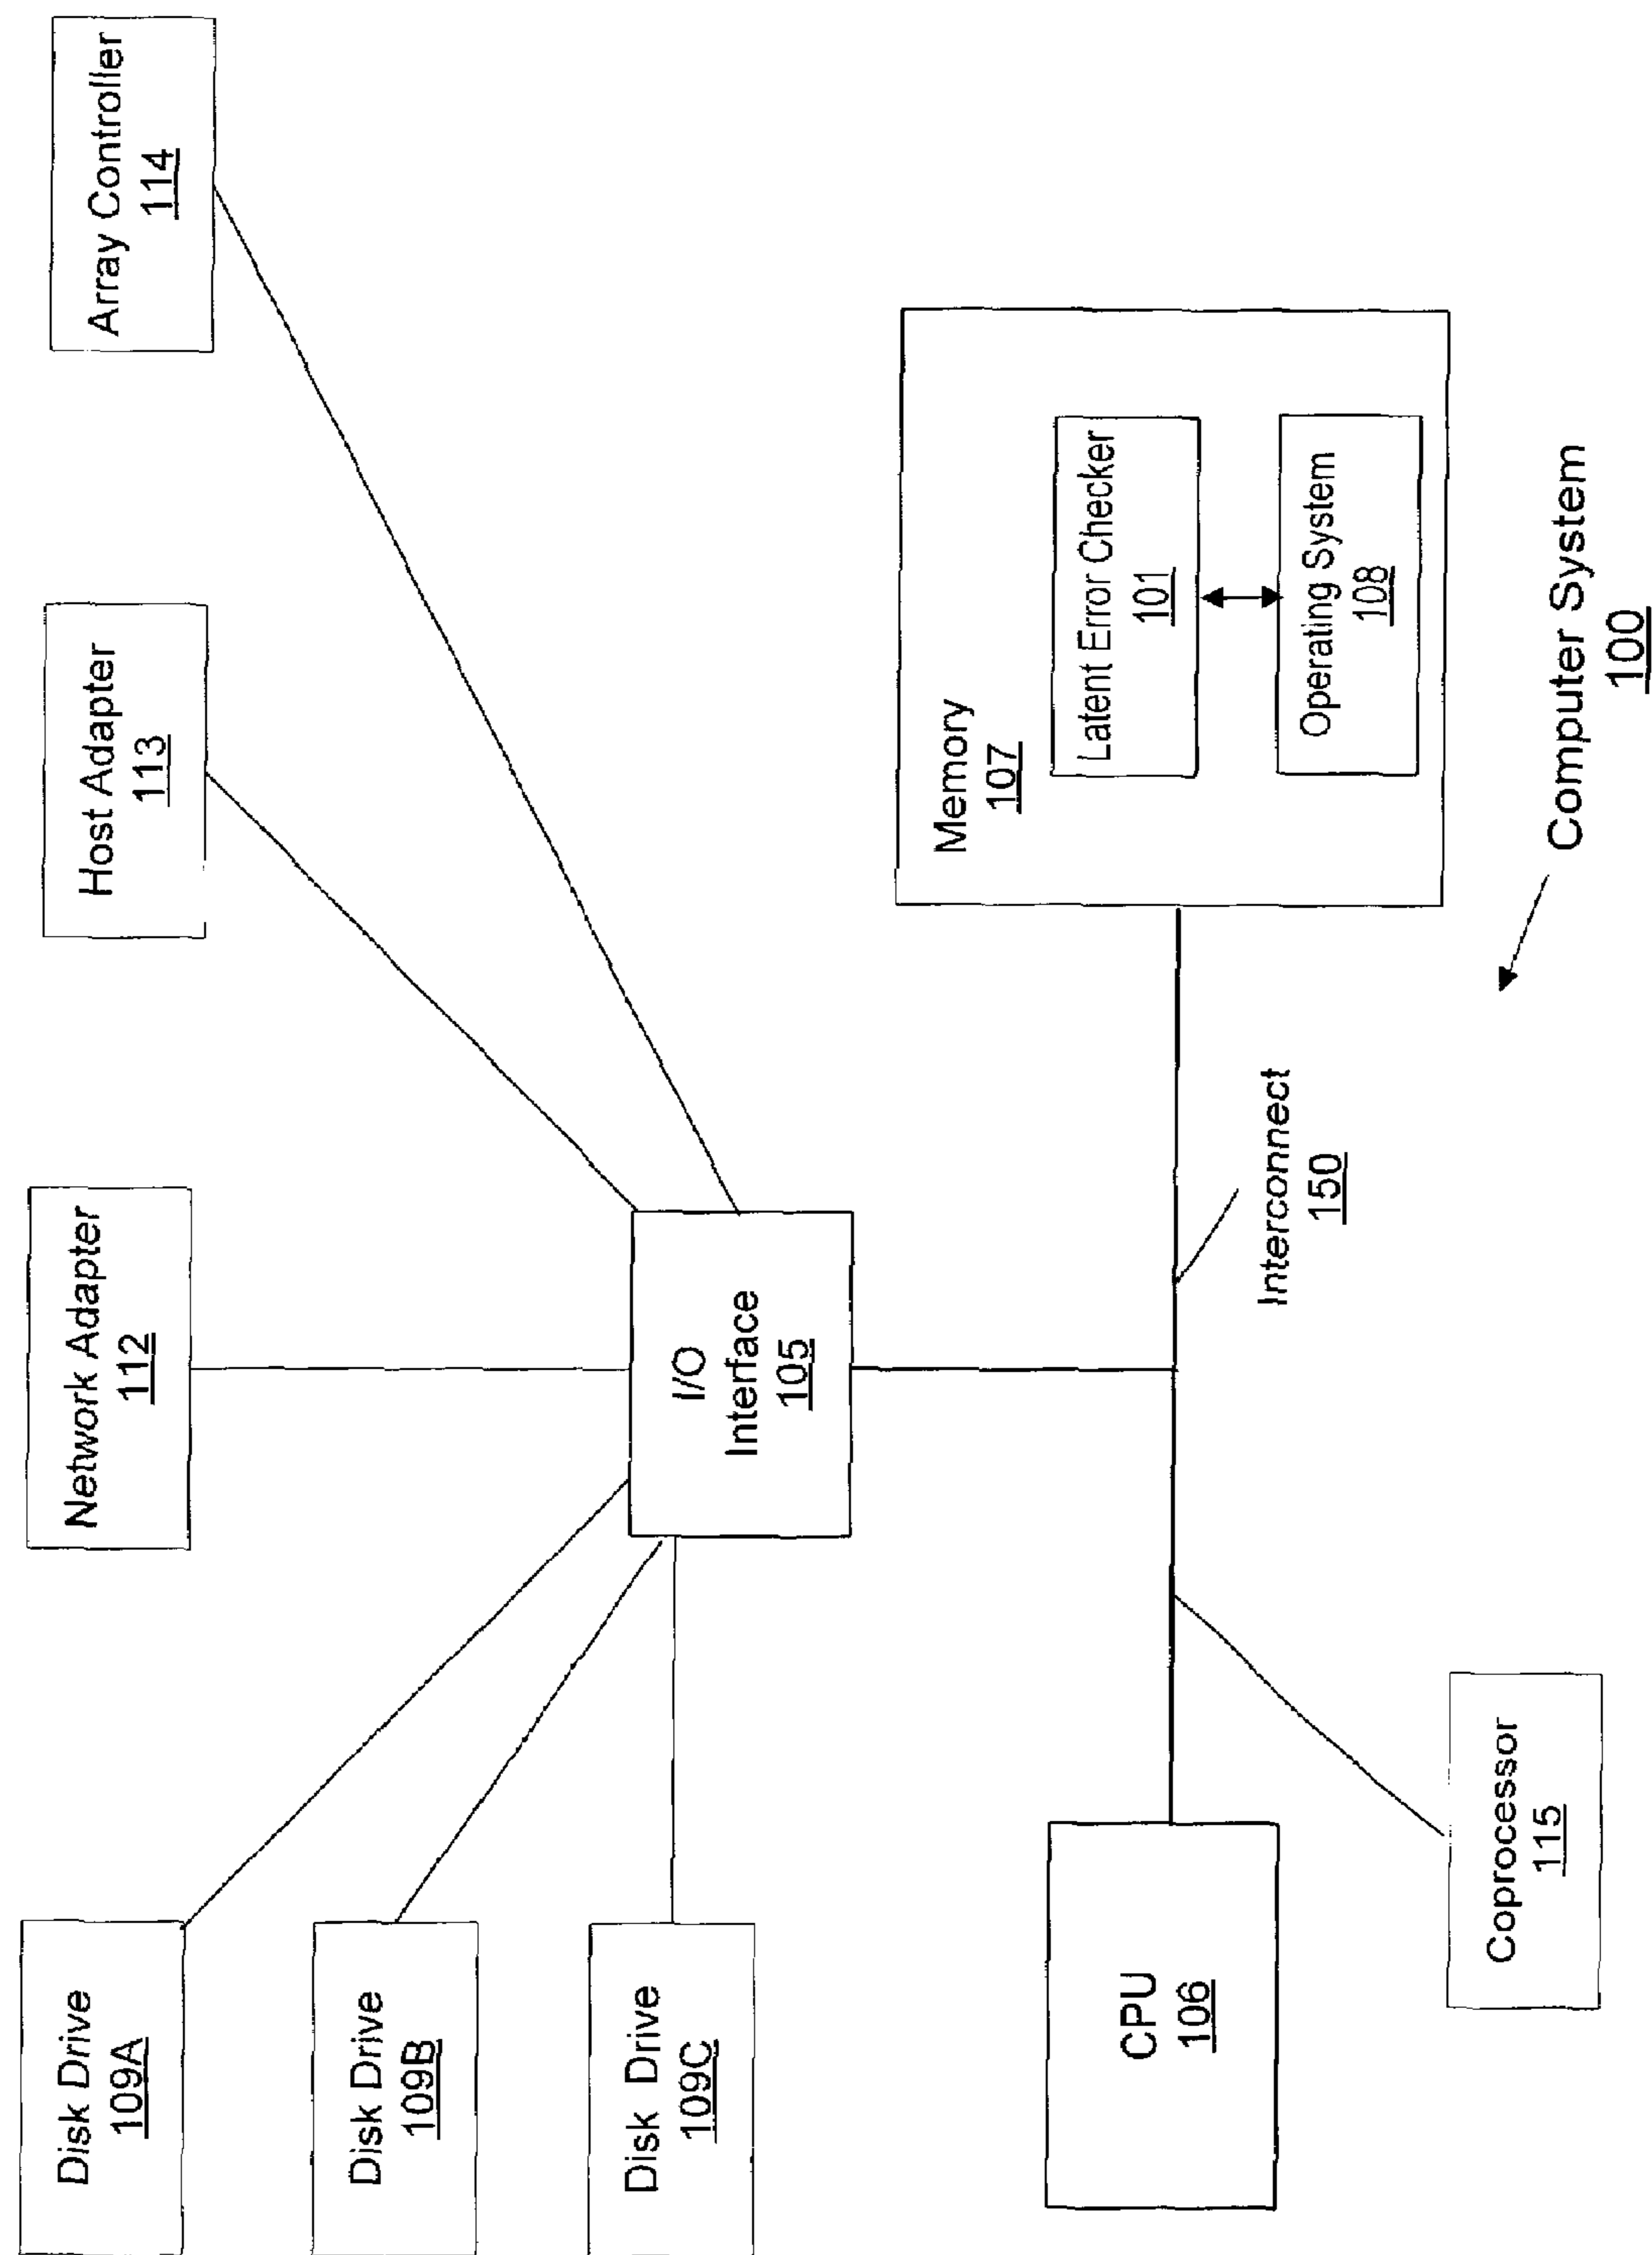 Disk Drive
109A
Network Adapter
112
Host Adapter
113
Array Controller
114
Disk Drive
109B
Disk Drive
109C
I/O
Interface
105
Memory
107
Latent Error Checker
101
Operating System
108
CPU
106
Interconnect
150
Coprocessor
115
Computer System
100